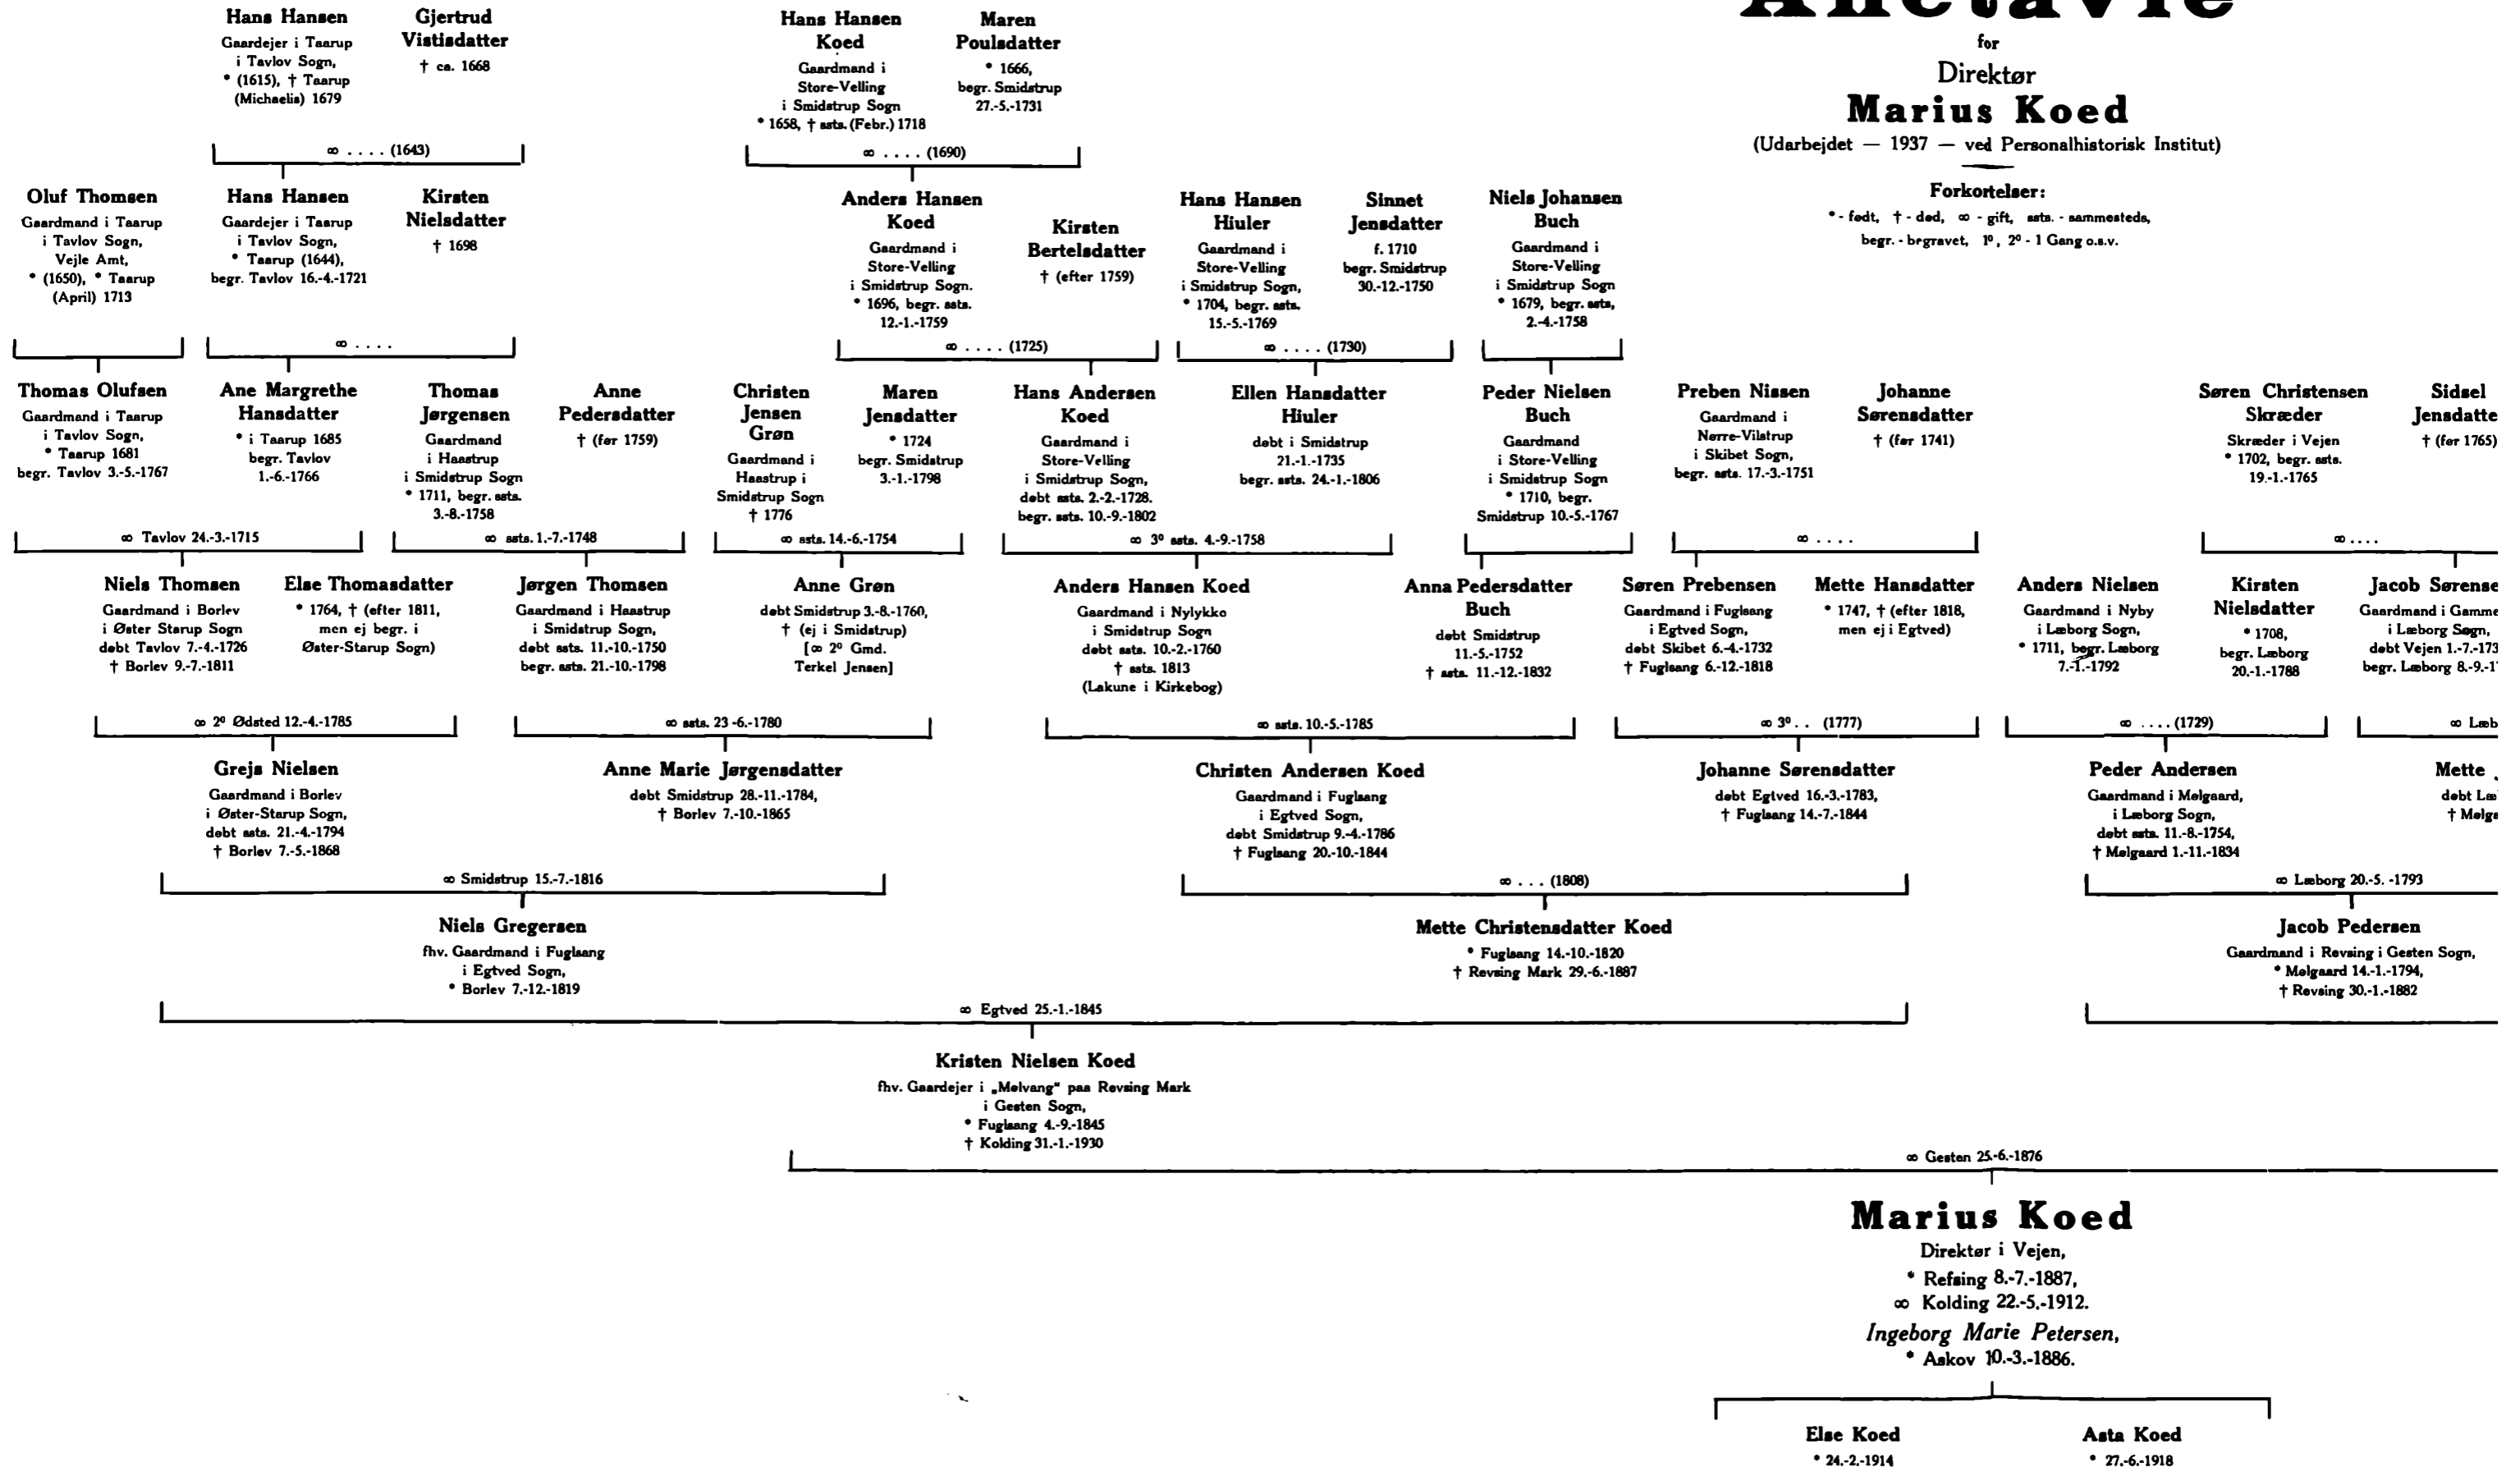 Anetavle
for
Direktør
Marius Koed
(Udarbejdet — 1937 — ved Personalhistorisk Institut)
Forkortelser:
* - født, † - død, ∞ - gift, ssts. - sammesteds,
begr. - begravet, 1º, 2º - 1 Gang o.s.v.
Hans Hansen
Gaardejer i Taarup
i Tavlov Sogn,
* (1615), † Taarup
(Michaelis) 1679
Gjertrud
Vistisdatter
† ca. 1668
∞ . . . . (1643)
Hans Hansen
Koed
Gaardmand i
Store-Velling
i Smidstrup Sogn
* 1658, † ssts. (Febr.) 1718
Maren
Poulsdatter
* 1666,
begr. Smidstrup
27.-5.-1731
∞ . . . . (1690)
Oluf Thomsen
Gaardmand i Taarup
i Tavlov Sogn,
Vejle Amt,
* (1650), * Taarup
(April) 1713
Hans Hansen
Gaardejer i Taarup
i Tavlov Sogn,
* Taarup (1644),
begr. Tavlov 16.-4.-1721
Kirsten
Nielsdatter
† 1698
∞ . . . .
Anders Hansen
Koed
Gaardmand i
Store-Velling
i Smidstrup Sogn.
* 1696, begr. ssts.
12.-1.-1759
Kirsten
Bertelsdatter
† (efter 1759)
∞ . . . . (1725)
Hans Hansen
Hiuler
Gaardmand i
Store-Velling
i Smidstrup Sogn,
* 1704, begr. ssts.
15.-5.-1769
Sinnet
Jensdatter
f. 1710
begr. Smidstrup
30.-12.-1750
∞ . . . . (1730)
Niels Johansen
Buch
Gaardmand i
Store-Velling
i Smidstrup Sogn
* 1679, begr. ssts,
2.-4.-1758
Thomas Olufsen
Gaardmand i Taarup
i Tavlov Sogn,
* Taarup 1681
begr. Tavlov 3.-5.-1767
Ane Margrethe
Hansdatter
* i Taarup 1685
begr. Tavlov
1.-6.-1766
∞ Tavlov 24.-3.-1715
Thomas
Jørgensen
Gaardmand
i Haastrup
i Smidstrup Sogn
* 1711, begr. ssts.
3.-8.-1758
Anne
Pedersdatter
† (før 1759)
∞ ssts. 1.-7.-1748
Christen
Jensen
Grøn
Gaardmand i
Haastrup i
Smidstrup Sogn
† 1776
Maren
Jensdatter
* 1724
begr. Smidstrup
3.-1.-1798
∞ ssts. 14.-6.-1754
Hans Andersen
Koed
Gaardmand i
Store-Velling
i Smidstrup Sogn,
døbt ssts. 2.-2.-1728.
begr. ssts. 10.-9.-1802
Ellen Hansdatter
Hiuler
døbt i Smidstrup
21.-1.-1735
begr. ssts. 24.-1.-1806
∞ 3º ssts. 4.-9.-1758
Peder Nielsen
Buch
Gaardmand
i Store-Velling
i Smidstrup Sogn
* 1710, begr.
Smidstrup 10.-5.-1767
Preben Nissen
Gaardmand i
Nørre-Vilstrup
i Skibet Sogn,
begr. ssts. 17.-3.-1751
Johanne
Sørensdatter
† (før 1741)
∞ . . . .
Søren Christensen
Skræder
Skræder i Vejen
* 1702, begr. ssts.
19.-1.-1765
Sidsel
Jensdatte
† (før 1765)
∞ . . . .
Niels Thomsen
Gaardmand i Borlev
i Øster Starup Sogn
døbt Tavlov 7.-4.-1726
† Borlev 9.-7.-1811
Else Thomasdatter
* 1764, † (efter 1811,
men ej begr. i
Øster-Starup Sogn)
∞ 2º Ødsted 12.-4.-1785
Jørgen Thomsen
Gaardmand i Haastrup
i Smidstrup Sogn,
døbt ssts. 11.-10.-1750
begr. ssts. 21.-10.-1798
Anne Grøn
døbt Smidstrup 3.-8.-1760,
† (ej i Smidstrup)
[∞ 2º Gmd.
Terkel Jensen]
∞ ssts. 23 -6.-1780
Anders Hansen Koed
Gaardmand i Nylykko
i Smidstrup Sogn
døbt ssts. 10.-2.-1760
† ssts. 1813
(Lakune i Kirkebog)
Anna Pedersdatter
Buch
døbt Smidstrup
11.-5.-1752
† ssts. 11.-12.-1832
∞ ssts. 10.-5.-1785
Søren Prebensen
Gaardmand i Fuglsang
i Egtved Sogn,
døbt Skibet 6.-4.-1732
† Fuglsang 6.-12.-1818
Mette Hansdatter
* 1747, † (efter 1818,
men ej i Egtved)
∞ 3º . . (1777)
Anders Nielsen
Gaardmand i Nyby
i Læborg Sogn,
* 1711, begr. Læborg
7.-1.-1792
Kirsten
Nielsdatter
* 1708,
begr. Læborg
20.-1.-1788
∞ . . . . (1729)
Jacob Sørense
Gaardmand i Gamme
i Læborg Søgn,
døbt Vejen 1.-7.-173
begr. Læborg 8.-9.-1
∞ Læb
Grejs Nielsen
Gaardmand i Borlev
i Øster-Starup Sogn,
døbt ssts. 21.-4.-1794
† Borlev 7.-5.-1868
Anne Marie Jørgensdatter
døbt Smidstrup 28.-11.-1784,
† Borlev 7.-10.-1865
∞ Smidstrup 15.-7.-1816
Christen Andersen Koed
Gaardmand i Fuglsang
i Egtved Sogn,
døbt Smidstrup 9.-4.-1786
† Fuglsang 20.-10.-1844
Johanne Sørensdatter
døbt Egtved 16.-3.-1783,
† Fuglsang 14.-7.-1844
∞ . . . (1808)
Peder Andersen
Gaardmand i Mølgaard,
i Læborg Sogn,
døbt ssts. 11.-8.-1754,
† Mølgaard 1.-11.-1834
Mette
døbt Læ
† Mølga
∞ Læborg 20.-5. -1793
Niels Gregersen
fhv. Gaardmand i Fuglsang
i Egtved Sogn,
* Borlev 7.-12.-1819
Mette Christensdatter Koed
* Fuglsang 14.-10.-1820
† Revsing Mark 29.-6.-1887
∞ Egtved 25.-1.-1845
Jacob Pedersen
Gaardmand i Revsing i Gesten Sogn,
* Mølgaard 14.-1.-1794,
† Revsing 30.-1.-1882
Kristen Nielsen Koed
fhv. Gaardejer i „Mølvang“ paa Revsing Mark
i Gesten Sogn,
* Fuglsang 4.-9.-1845
† Kolding 31.-1.-1930
∞ Gesten 25.-6.-1876
Marius Koed
Direktør i Vejen,
* Refsing 8.-7.-1887,
∞ Kolding 22.-5.-1912.
Ingeborg Marie Petersen,
* Askov 10.-3.-1886.
Else Koed
* 24.-2.-1914
Asta Koed
* 27.-6.-1918